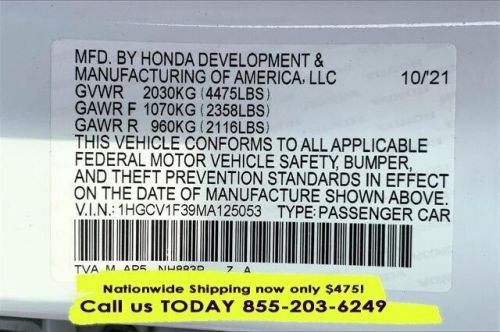 MFD. BY HONDA DEVELOPMENT &
MANUFACTURING OF AMERICA, LLC 10/21
GVWR 2030KG (4475LBS)
GAWR F 1070KG (2358LBS)
GAWR R 960KG (2116LBS)
THIS VEHICLE CONFORMS TO ALL APPLICABLE
FEDERAL MOTOR VEHICLE SAFETY, BUMPER,
AND THEFT PREVENTION STANDARDS IN EFFECT
ON THE DATE OF MANUFACTURE SHOWN ABOVE.
V.I.N.: 1HGCV1F39MA125053 TYPE: PASSENGER CAR
TVA M AP5 NH883P Z A
Nationwide Shipping now only $475!
Call us TODAY 855-203-6249